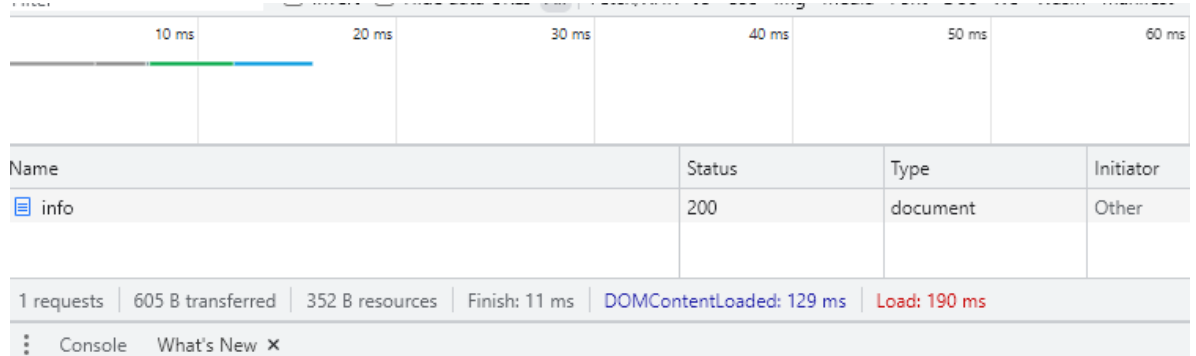 10 ms 20 ms 30 ms 40 ms 50 ms 60 ms
Name Status Type Initiator
info 200 document Other
1 requests 605 B transferred 352 B resources Finish: 11 ms DOMContentLoaded: 129 ms Load: 190 ms
Console What's New ×